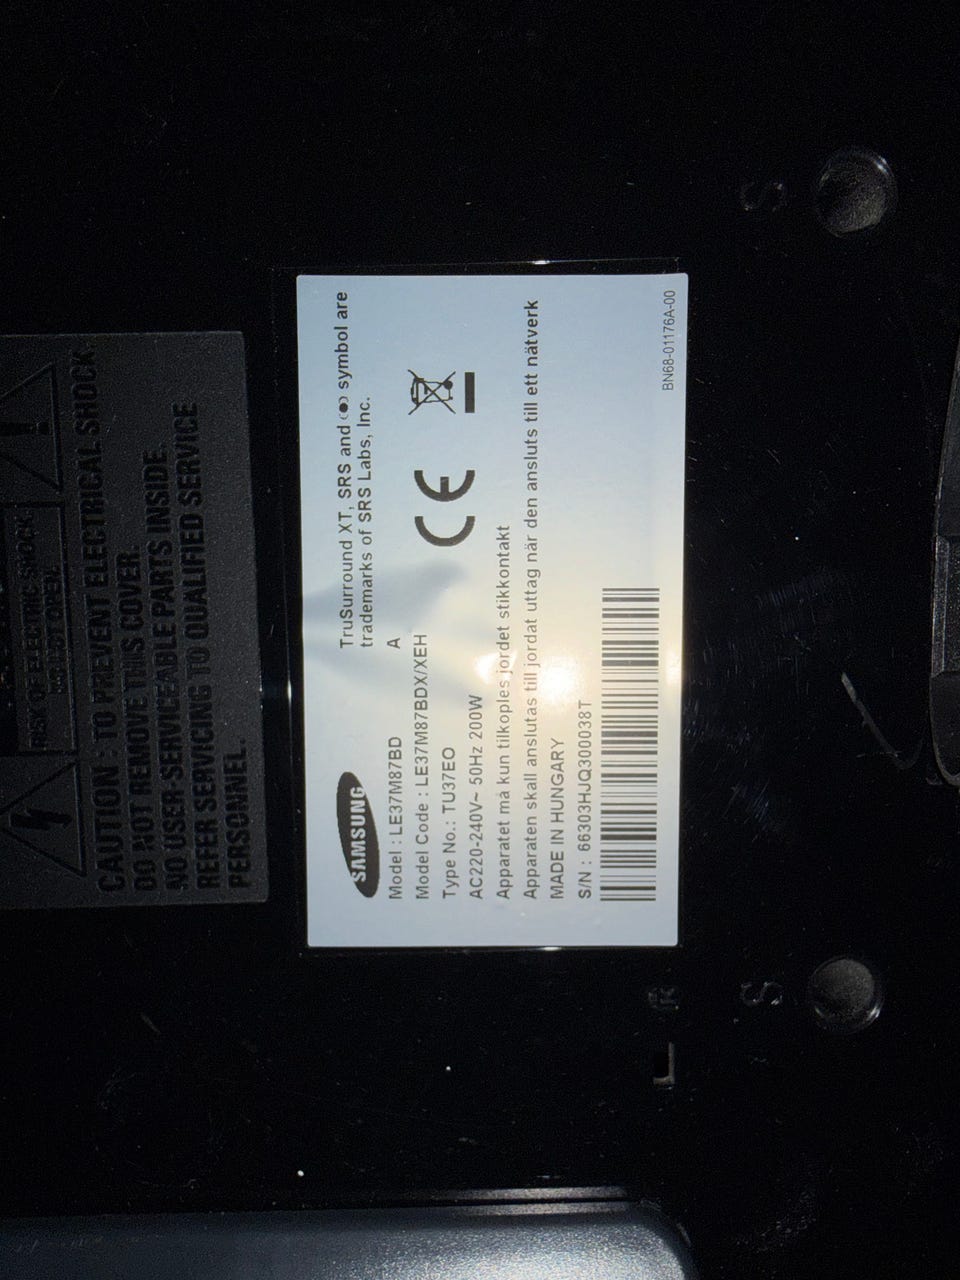 RISK OF ELECTRIC SHOCK
DO NOT OPEN.
CAUTION : TO PREVENT ELECTRICAL SHOCK,
DO NOT REMOVE THIS COVER.
NO USER-SERVICEABLE PARTS INSIDE.
REFER SERVICING TO QUALIFIED SERVICE
PERSONNEL.
SAMSUNG
TruSurround XT, SRS and (●) symbol are
trademarks of SRS Labs, Inc.
Model : LE37M87BD A
Model Code : LE37M87BDX/XEH
Type No.: TU37EO
AC220-240V~ 50Hz 200W
CE
Apparatet må kun tilkoples jordet stikkontakt
Apparaten skall anslutas till jordat uttag når den ansluts till ett nätverk
MADE IN HUNGARY
S/N : 66303HJQ300038T
BN68-01176A-00
S
S